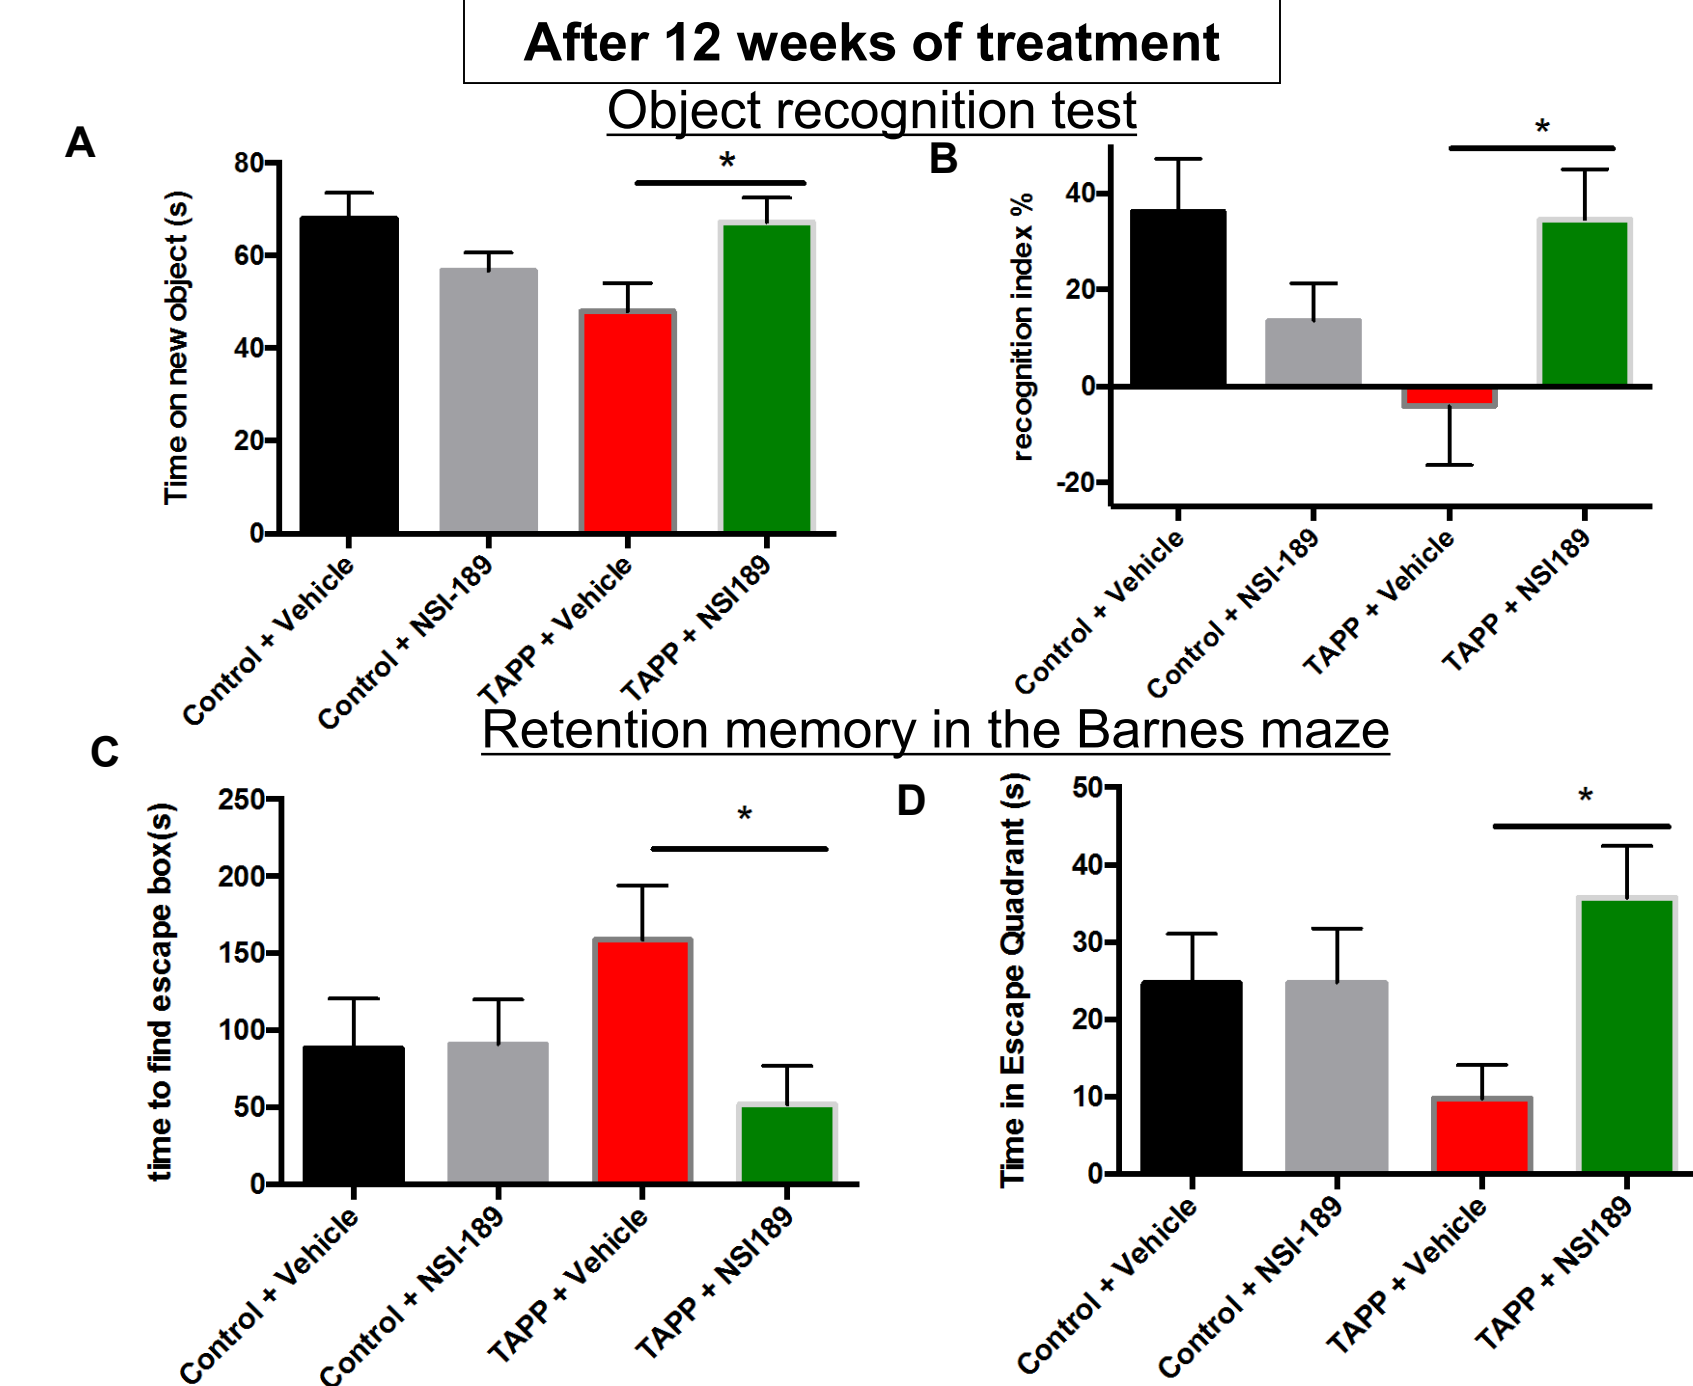 After 12 weeks of treatment
Object recognition test
A
Time on new object (s)
80
60
40
20
0
*
Control + Vehicle
Control + NSI-189
TAPP + Vehicle
TAPP + NSI189
B
recognition index %
40
20
0
-20
*
Control + Vehicle
Control + NSI-189
TAPP + Vehicle
TAPP + NSI189
Retention memory in the Barnes maze
C
time to find escape box(s)
250
200
150
100
50
0
*
Control + Vehicle
Control + NSI-189
TAPP + Vehicle
TAPP + NSI189
D
Time in Escape Quadrant (s)
50
40
30
20
10
0
*
Control + Vehicle
Control + NSI-189
TAPP + Vehicle
TAPP + NSI189